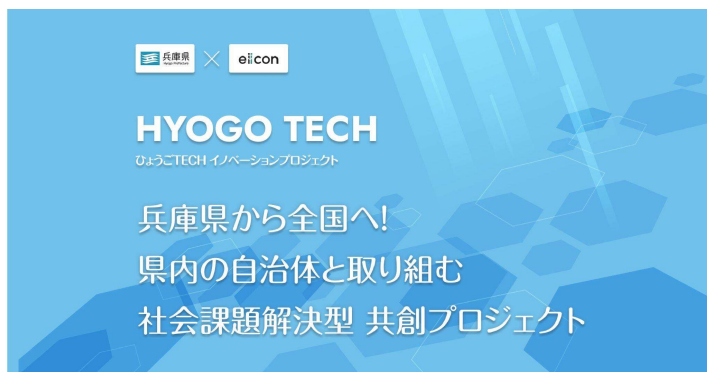 兵庫県
Hyogo Prefecture
×
eiicon
HYOGO TECH
ひょうごTECH イノベーションプロジェクト
兵庫県から全国へ!
県内の自治体と取り組む
社会課題解決型 共創プロジェクト